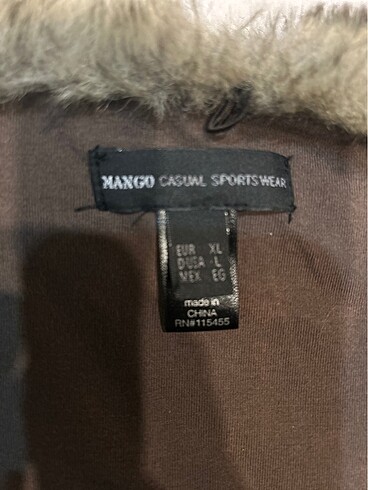 MANGO CASUAL SPORTSWEAR
EUR XL
D-USA L
MEX EG
made in
CHINA
RN#115455